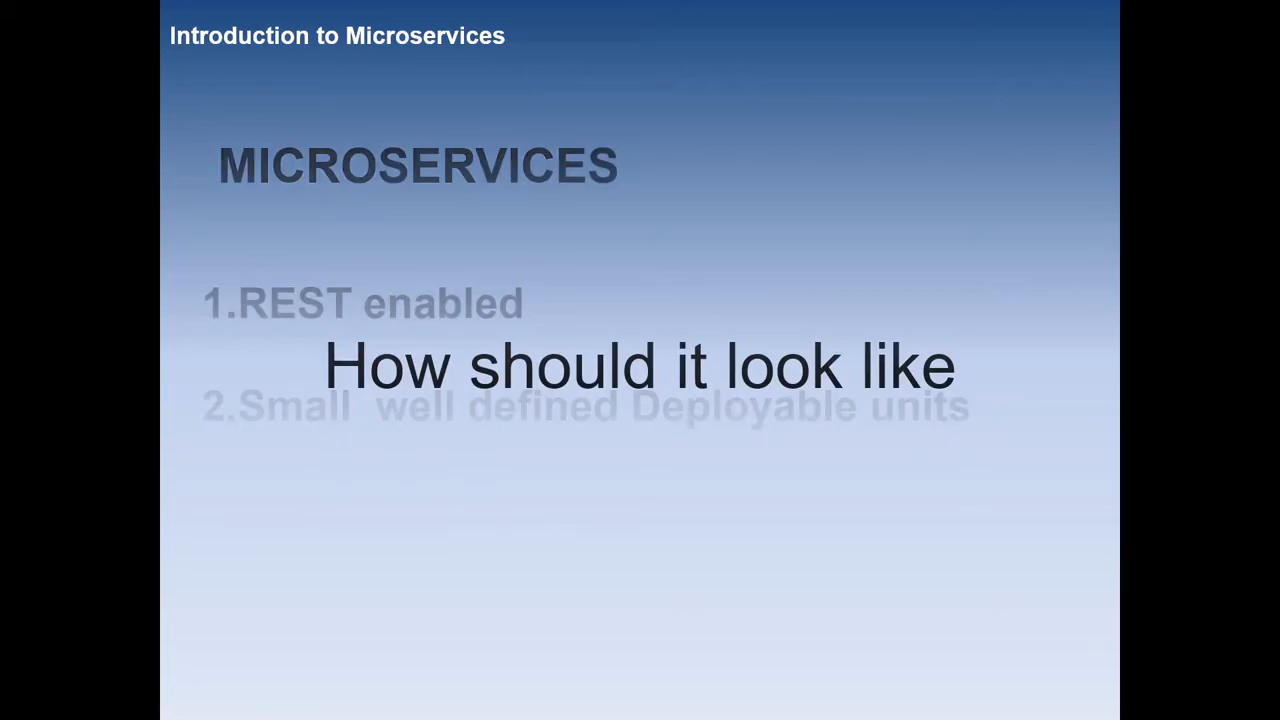 Introduction to Microservices
MICROSERVICES
1.REST enabled
How should it look like
2.Small well defined Deployable units